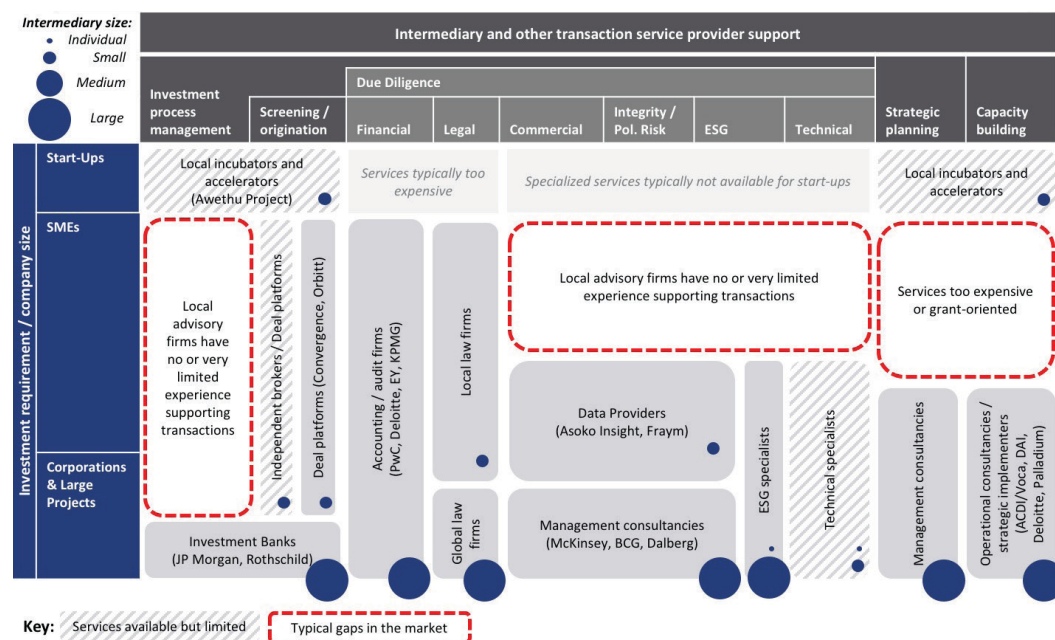 Intermediary size:
Individual
Small
Medium
Large
Intermediary and other transaction service provider support
Due Diligence
Investment
process
management
Screening /
origination
Financial
Legal
Commercial
Integrity /
Pol. Risk
ESG
Technical
Strategic
planning
Capacity
building
Investment requirement / company size
Start-Ups
Local incubators and
accelerators
(Awethu Project)
Services typically too
expensive
Specialized services typically not available for start-ups
Local incubators and
accelerators
SMEs
Local
advisory
firms have
no or very
limited
experience
supporting
transactions
Independent brokers / Deal platforms
Deal platforms (Convergence, Orbitt)
Accounting / audit firms
(PwC, Deloitte, EY, KPMG)
Local law firms
Local advisory firms have no or very limited
experience supporting transactions
Services too expensive
or grant-oriented
Data Providers
(Asoko Insight, Fraym)
ESG specialists
Technical specialists
Management consultancies
Operational consultancies /
strategic implementers
(ACDI/Voca, DAI,
Deloitte, Palladium)
Corporations
& Large
Projects
Investment Banks
(JP Morgan, Rothschild)
Global law
firms
Management consultancies
(McKinsey, BCG, Dalberg)
Key:
Services available but limited
Typical gaps in the market